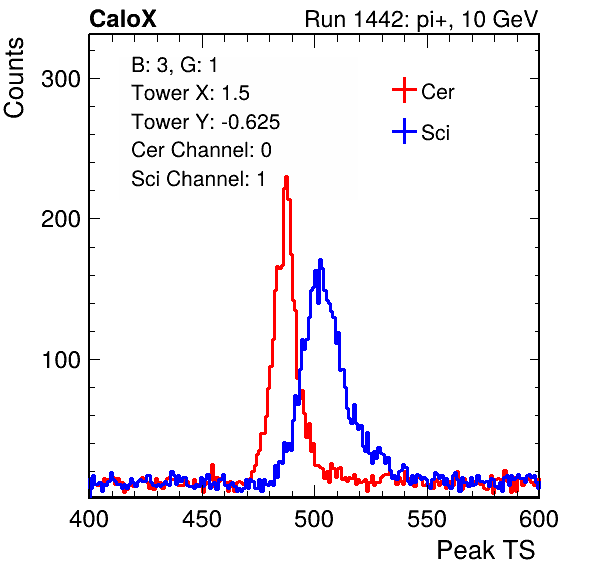 CaloX Run 1442: pi+, 10 GeV
Counts
B: 3, G: 1
Tower X: 1.5
Tower Y: -0.625
Cer Channel: 0
Sci Channel: 1
Cer
Sci
300
200
100
400 450 500 550 600
Peak TS